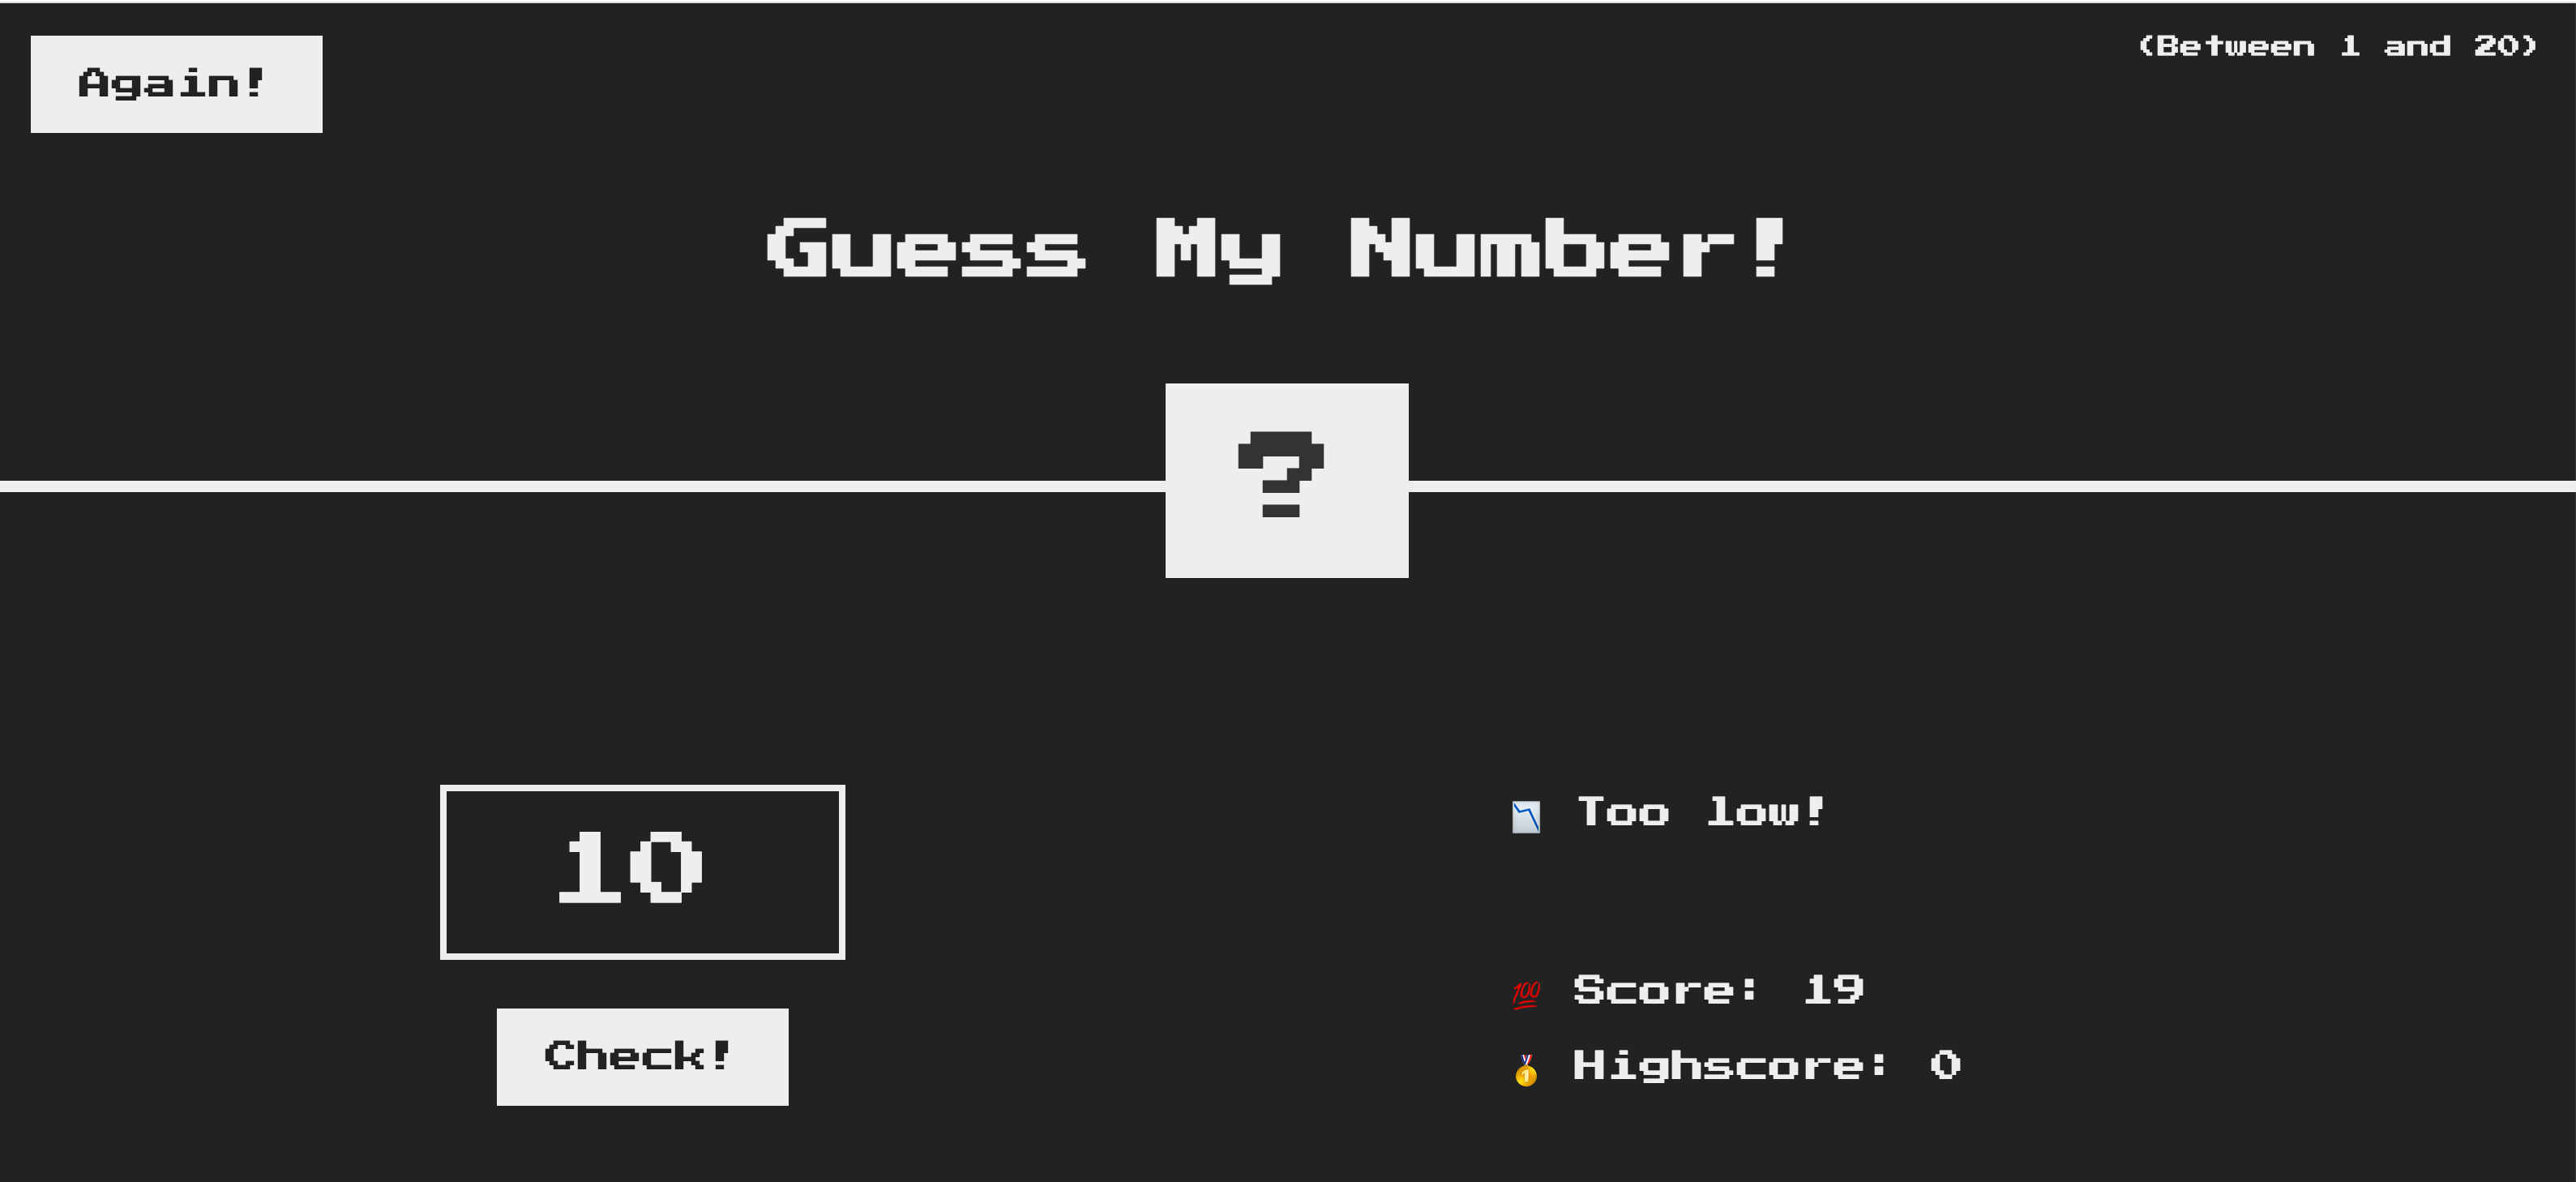 Again!
(Between 1 and 20)
Guess My Number!
?
10
Check!
📉 Too low!
💯 Score: 19
🥇 Highscore: 0